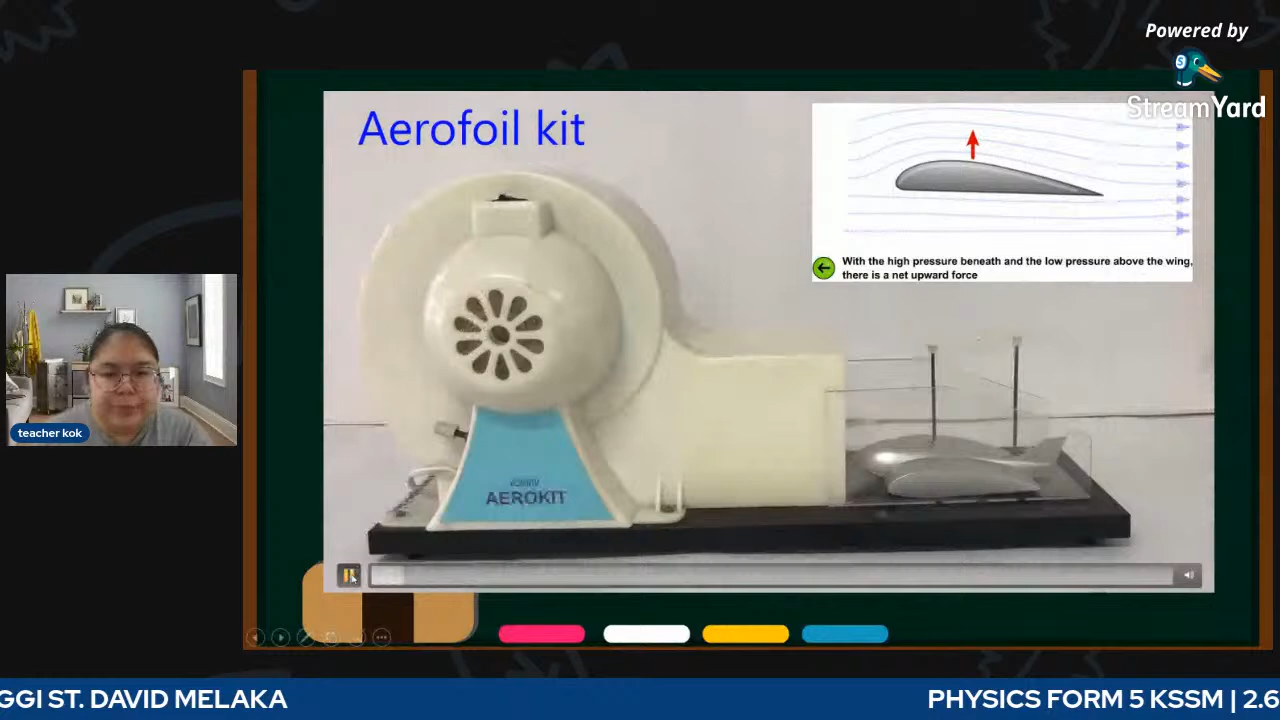 Powered by
StreamYard
Aerofoil kit
With the high pressure beneath and the low pressure above the wing,
there is a net upward force
AEROKIT
teacher kok
GGI ST. DAVID MELAKA
PHYSICS FORM 5 KSSM | 2.6